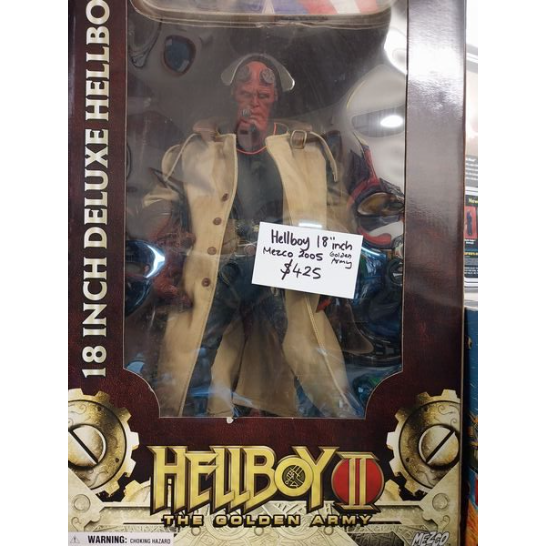 18 INCH DELUXE HELLBO
Hellboy 18" inch
Mezco 2005 Golden Army
$425
HELLBOY II
THE GOLDEN ARMY
WARNING: CHOKING HAZARD
MEZCO